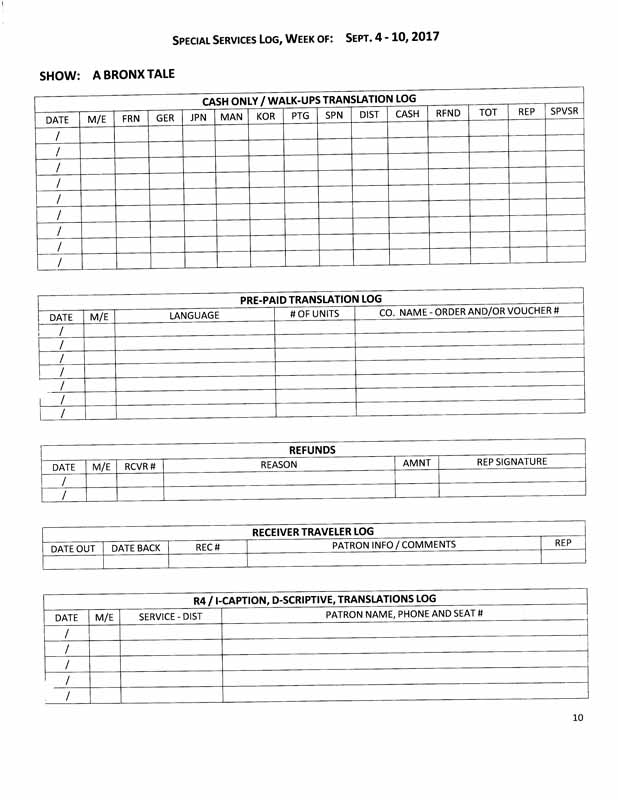 SPECIAL SERVICES LOG, WEEK OF: SEPT. 4 - 10, 2017
SHOW: A BRONX TALE
CASH ONLY / WALK-UPS TRANSLATION LOG
DATE M/E FRN GER JPN MAN KOR PTG SPN DIST CASH RFND TOT REP SPVSR
/
/
/
/
/
/
/
/
/
PRE-PAID TRANSLATION LOG
DATE M/E LANGUAGE # OF UNITS CO. NAME - ORDER AND/OR VOUCHER #
/
/
/
/
/
/
/
REFUNDS
DATE M/E RCVR # REASON AMNT REP SIGNATURE
/
/
RECEIVER TRAVELER LOG
DATE OUT DATE BACK REC # PATRON INFO / COMMENTS REP
R4 / I-CAPTION, D-SCRIPTIVE, TRANSLATIONS LOG
DATE M/E SERVICE - DIST PATRON NAME, PHONE AND SEAT #
/
/
/
/
/
10